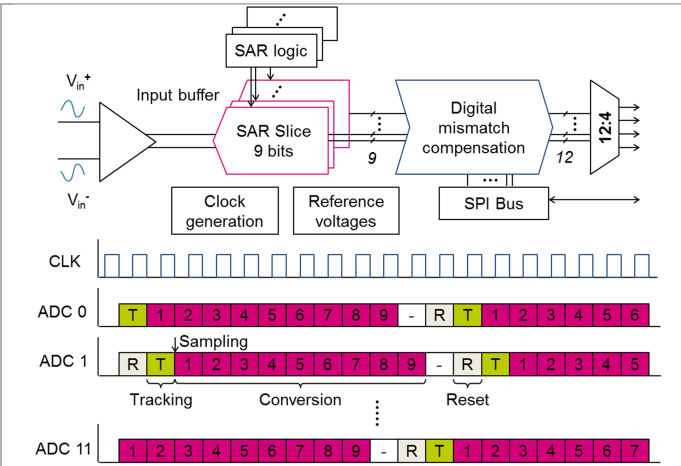 SAR logic
Vin+
Input buffer
SAR Slice
9 bits
9
Digital
mismatch
compensation
12
12:4
Vin-
Clock
generation
Reference
voltages
SPI Bus
CLK
ADC 0 T 1 2 3 4 5 6 7 8 9 - R T 1 2 3 4 5 6
Sampling
ADC 1 R T 1 2 3 4 5 6 7 8 9 - R T 1 2 3 4 5
Tracking Conversion Reset
ADC 11 1 2 3 4 5 6 7 8 9 - R T 1 2 3 4 5 6 7